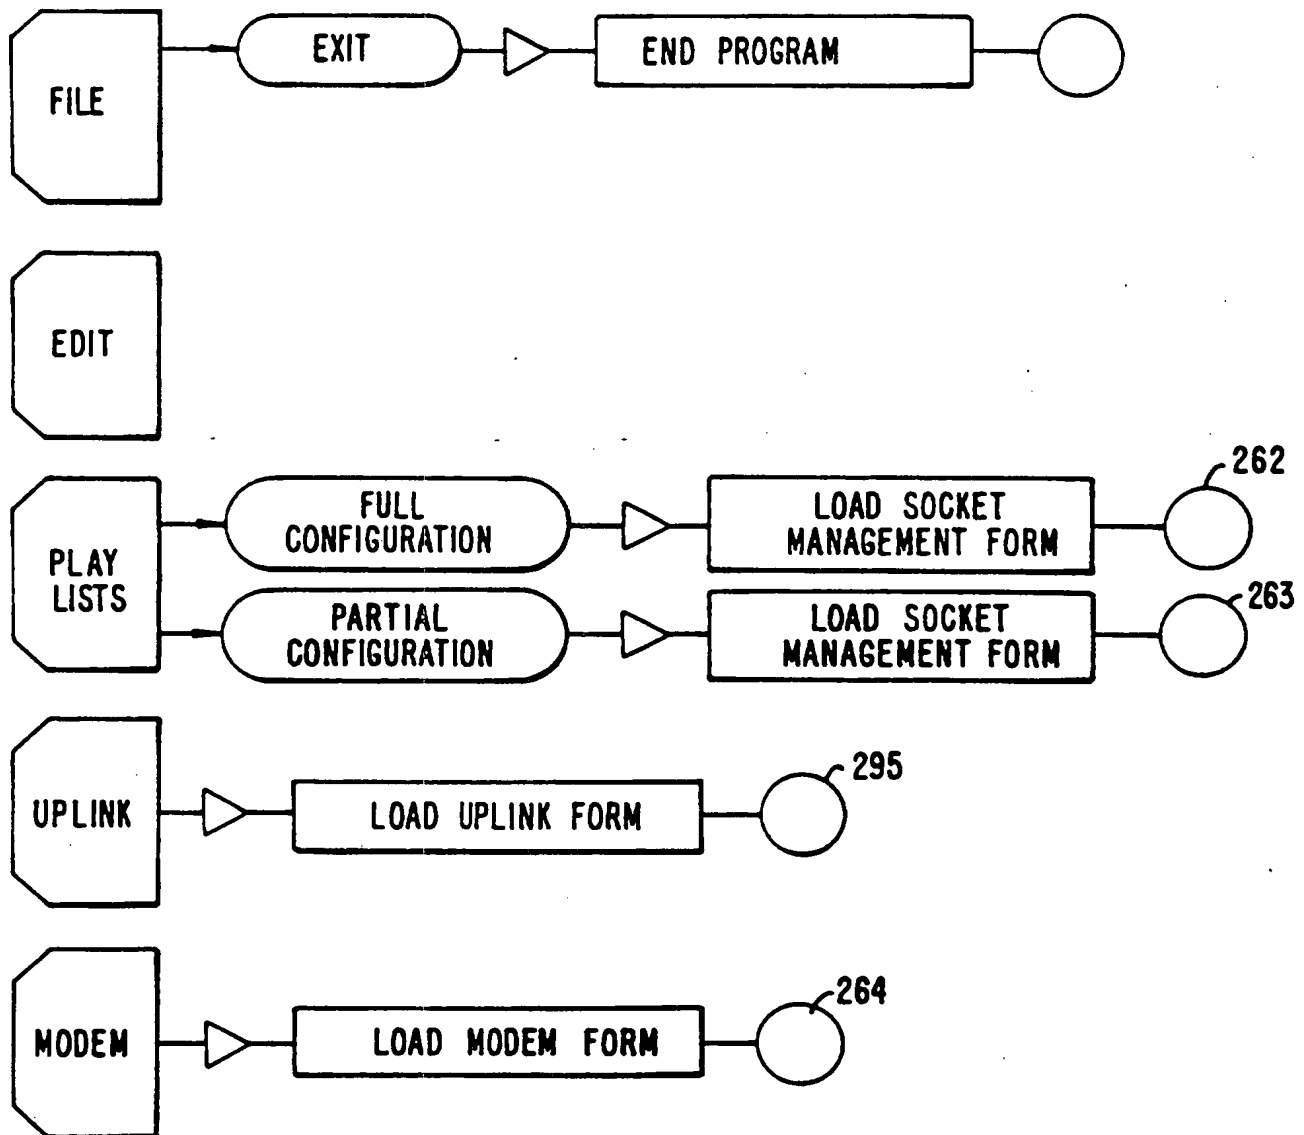 FILE
EXIT
END PROGRAM
EDIT
PLAY
LISTS
FULL
CONFIGURATION
LOAD SOCKET
MANAGEMENT FORM
262
PARTIAL
CONFIGURATION
LOAD SOCKET
MANAGEMENT FORM
263
UPLINK
LOAD UPLINK FORM
295
MODEM
LOAD MODEM FORM
264